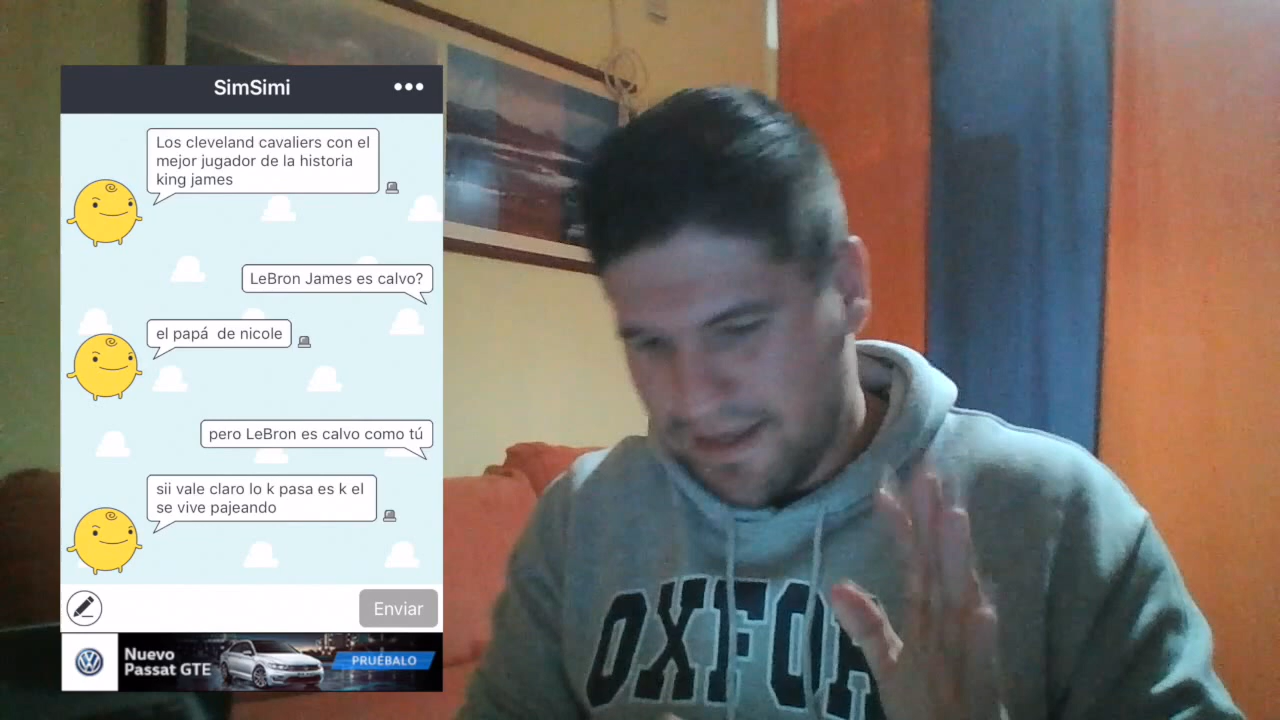 SimSimi
Los cleveland cavaliers con el
mejor jugador de la historia
king james
LeBron James es calvo?
el papá  de nicole
pero LeBron es calvo como tú
sii vale claro lo k pasa es k el
se vive pajeando
Enviar
Nuevo
Passat GTE
PRUÉBALO
OXFOR